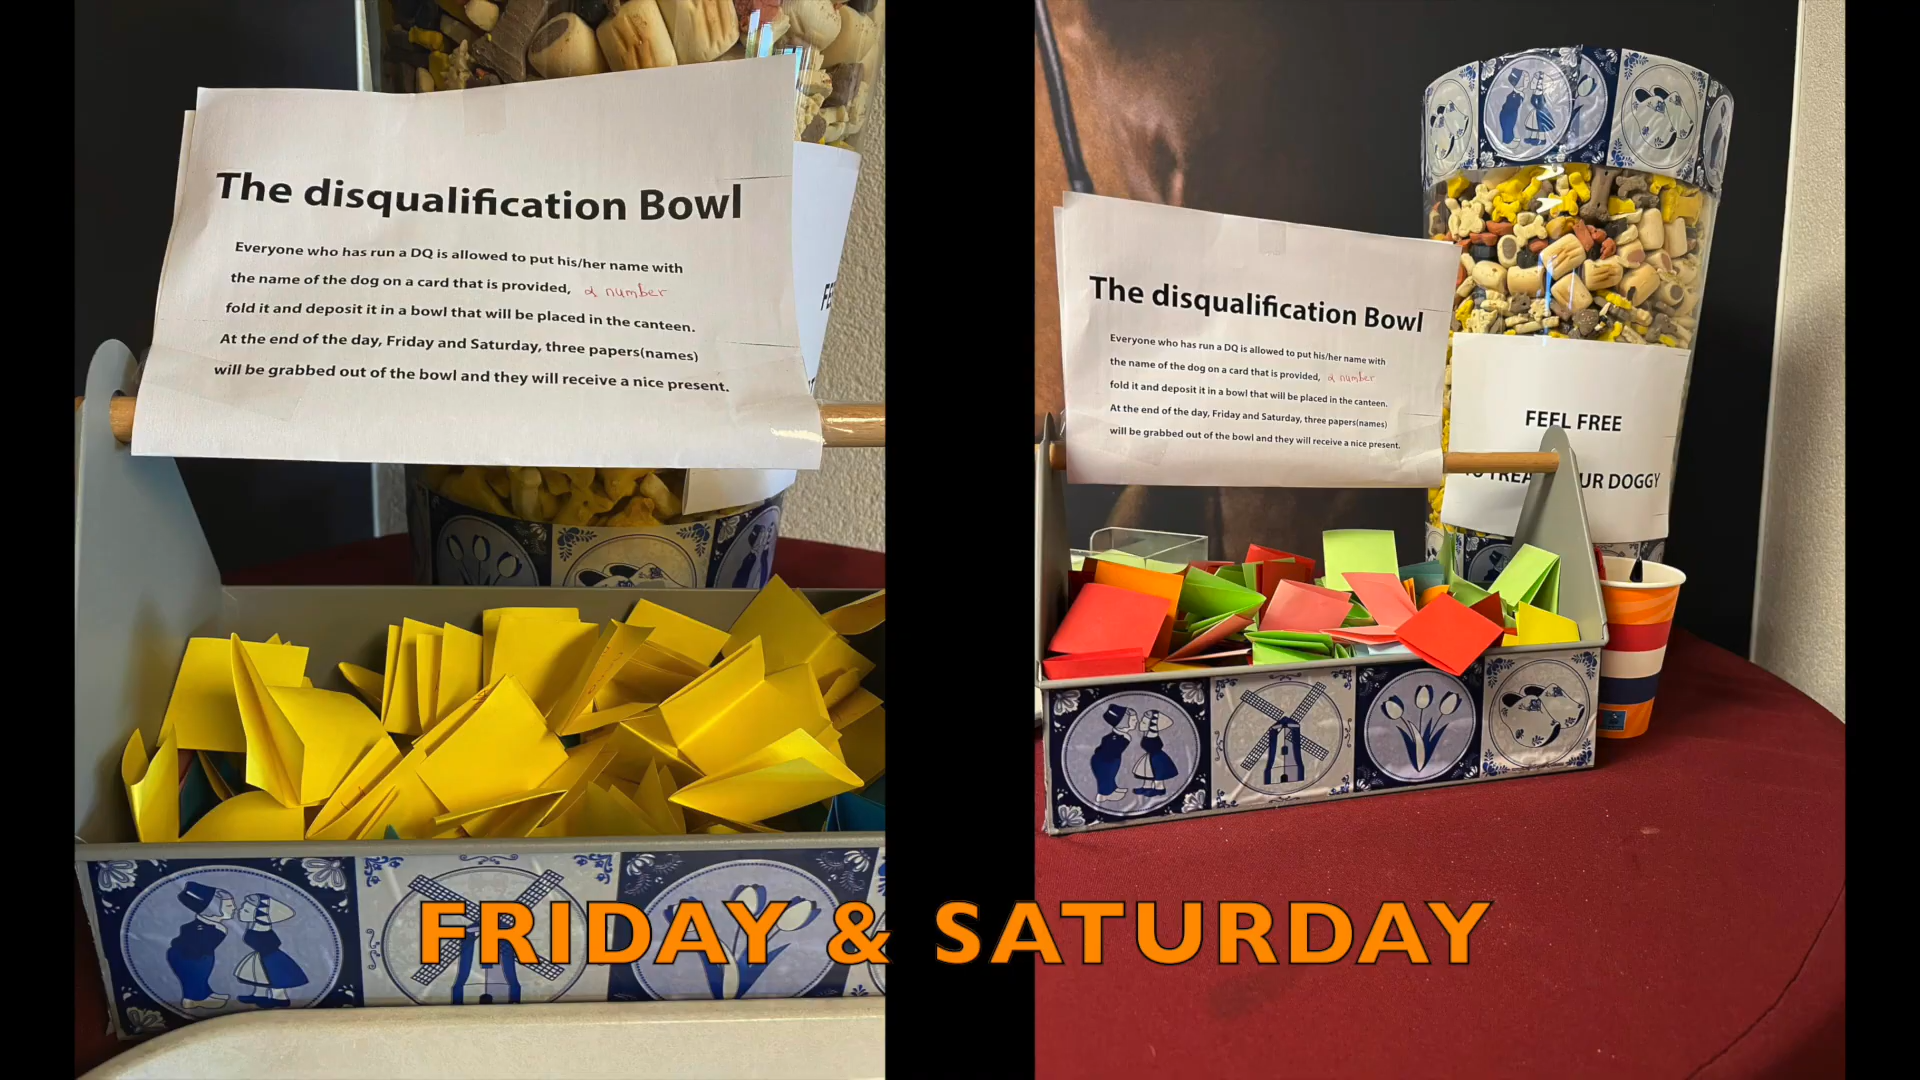 The disqualification Bowl
Everyone who has run a DQ is allowed to put his/her name with
the name of the dog on a card that is provided, a number
fold it and deposit it in a bowl that will be placed in the canteen.
At the end of the day, Friday and Saturday, three papers(names)
will be grabbed out of the bowl and they will receive a nice present.
The disqualification Bowl
Everyone who has run a DQ is allowed to put his/her name with
the name of the dog on a card that is provided, a number
fold it and deposit it in a bowl that will be placed in the canteen.
At the end of the day, Friday and Saturday, three papers(names)
will be grabbed out of the bowl and they will receive a nice present.
FEEL FREE
DOGGY
FRIDAY & SATURDAY